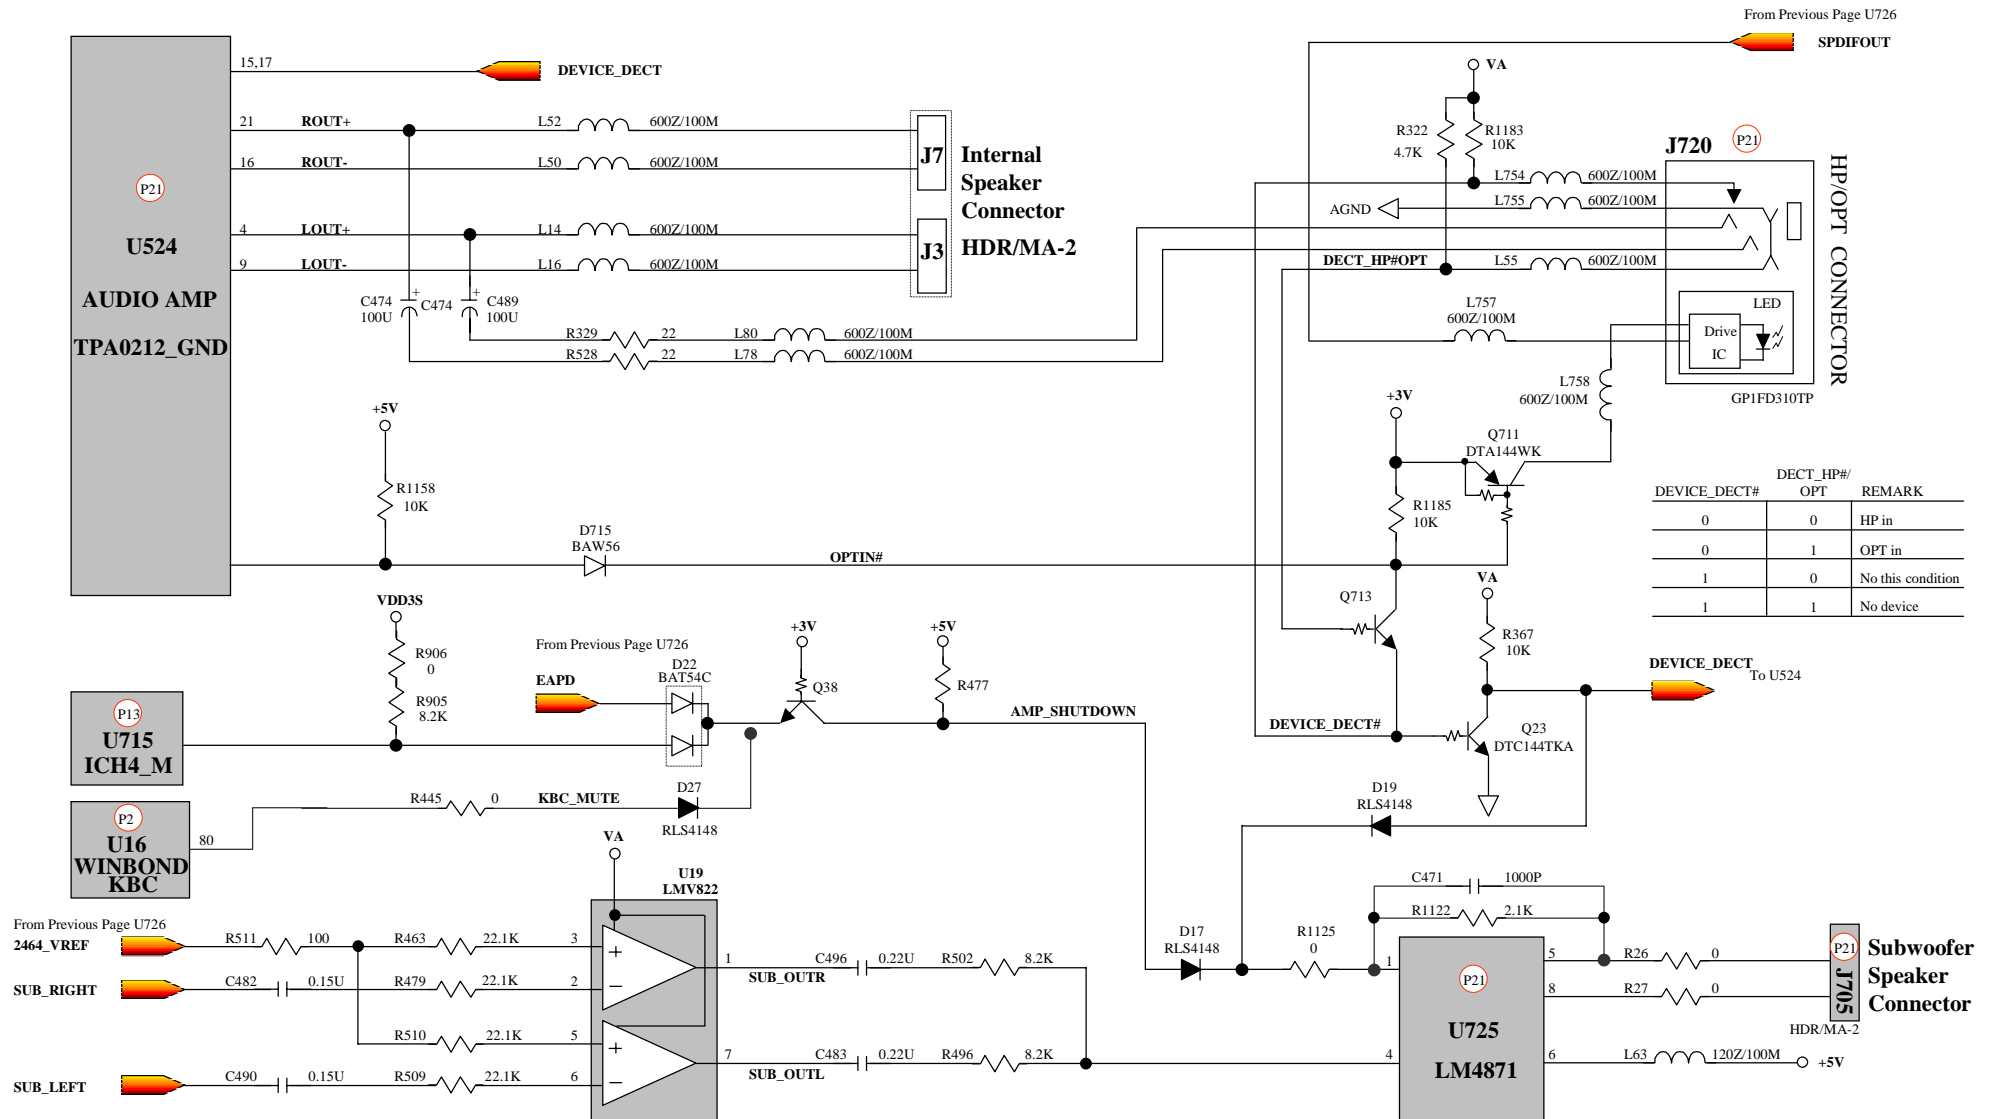 From Previous Page U726
SPDIFOUT
15,17
DEVICE_DECT
VA
21
ROUT+
L52
600Z/100M
R322
4.7K
R1183
10K
J720
P21
J7
16
ROUT-
L50
600Z/100M
Internal
Speaker
Connector
HDR/MA-2
P21
L754
600Z/100M
AGND
L755
600Z/100M
HP/OPT CONNECTOR
4
LOUT+
L14
600Z/100M
J3
U524
9
LOUT-
L16
600Z/100M
DECT_HP#OPT
L55
600Z/100M
AUDIO AMP
TPA0212_GND
C474
100U
+
C474
+
C489
100U
R329
22
L80
600Z/100M
R528
22
L78
600Z/100M
L757
600Z/100M
LED
Drive
IC
GP1FD310TP
L758
600Z/100M
+5V
+3V
Q711
DTA144WK
R1158
10K
R1185
10K
D715
BAW56
OPTIN#
DEVICE_DECT#
DECT_HP#/
OPT
REMARK
0
0
HP in
0
1
OPT in
1
0
No this condition
1
1
No device
VDD3S
R906
0
R905
8.2K
From Previous Page U726
EAPD
D22
BAT54C
+3V
Q38
+5V
R477
AMP_SHUTDOWN
Q713
VA
R367
10K
DEVICE_DECT
To U524
DEVICE_DECT#
Q23
DTC144TKA
P13
U715
ICH4_M
P2
U16
WINBOND
KBC
80
R445
0
KBC_MUTE
D27
RLS4148
D19
RLS4148
VA
U19
LMV822
C471
1000P
R1122
2.1K
From Previous Page U726
2464_VREF
R511
100
R463
22.1K
3
+
SUB_RIGHT
C482
0.15U
R479
22.1K
2
−
1
SUB_OUTR
C496
0.22U
R502
8.2K
D17
RLS4148
R1125
0
1
P21
U725
LM4871
5
R26
0
8
R27
0
P21
J705
Subwoofer
Speaker
Connector
HDR/MA-2
R510
22.1K
5
+
SUB_LEFT
C490
0.15U
R509
22.1K
6
−
7
SUB_OUTL
C483
0.22U
R496
8.2K
4
6
L63
120Z/100M
+5V